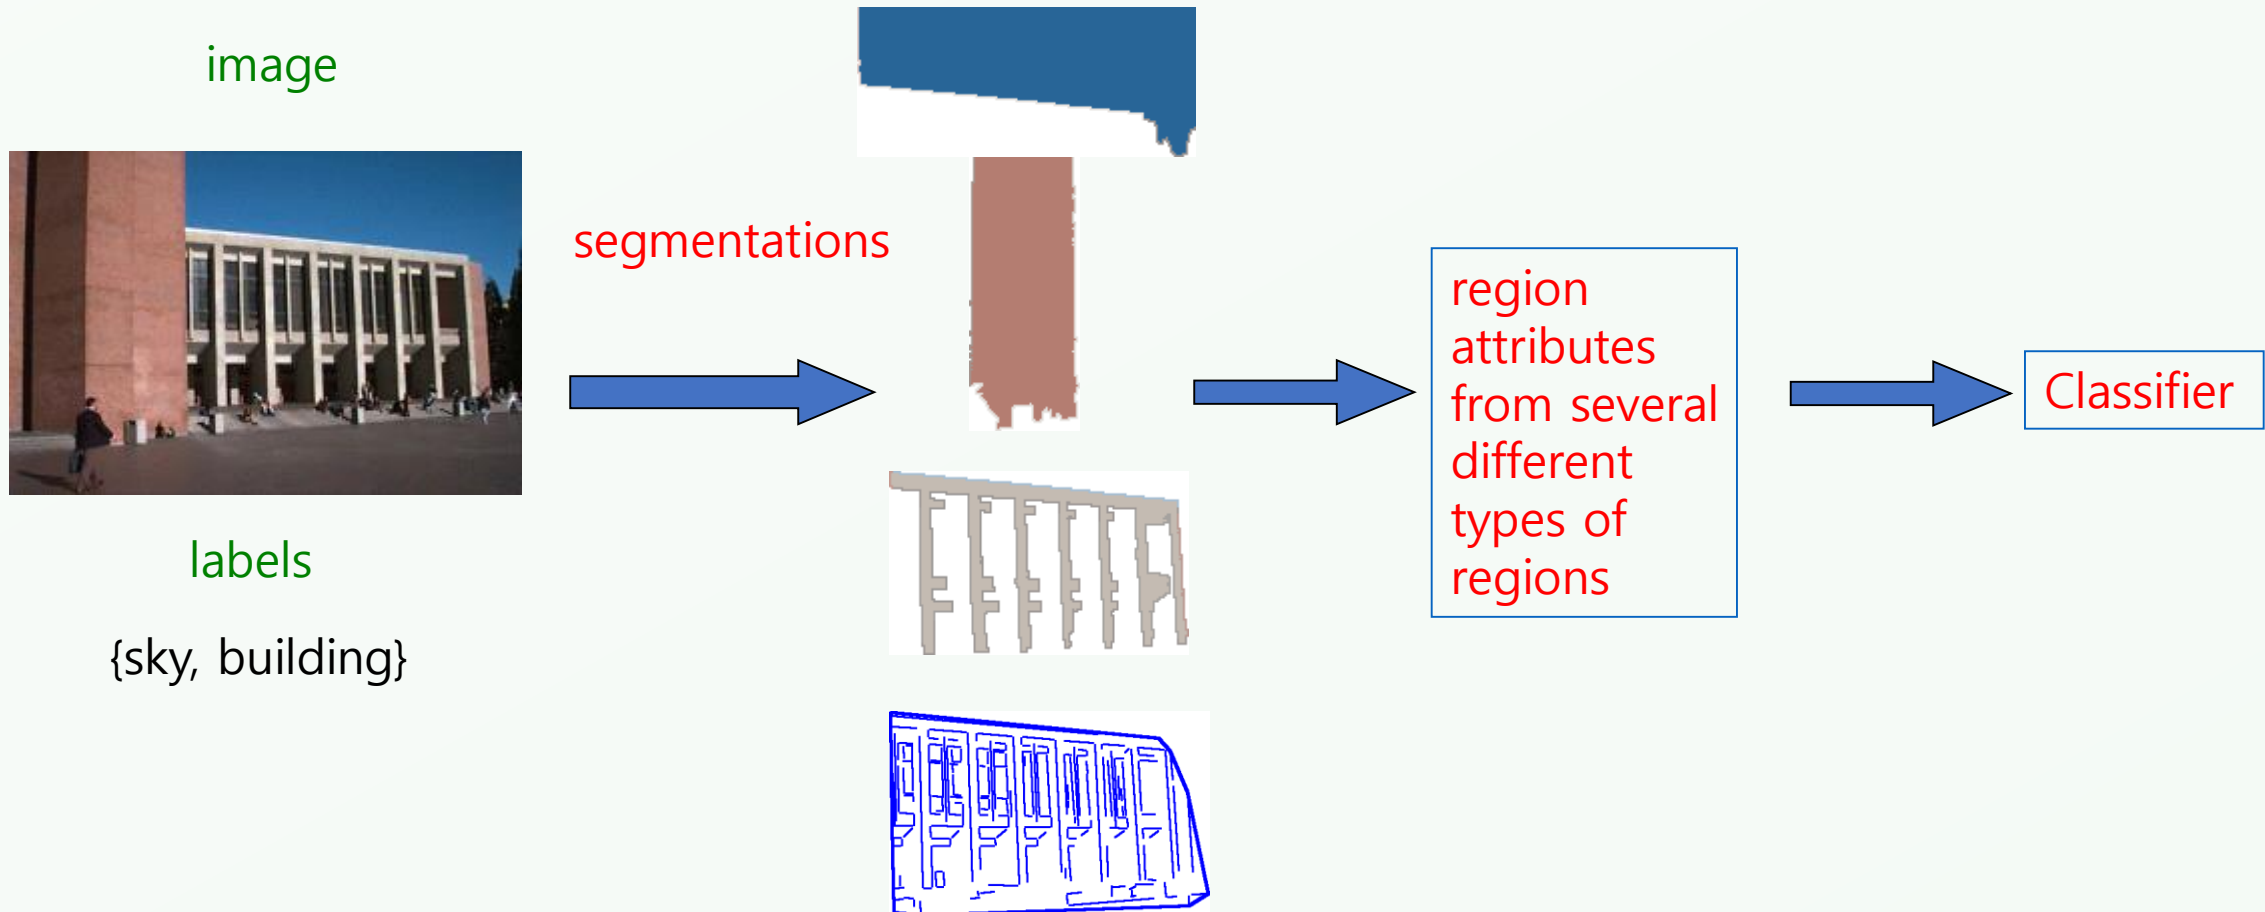 image
segmentations
labels
{sky, building}
region
attributes
from several
different
types of
regions
Classifier